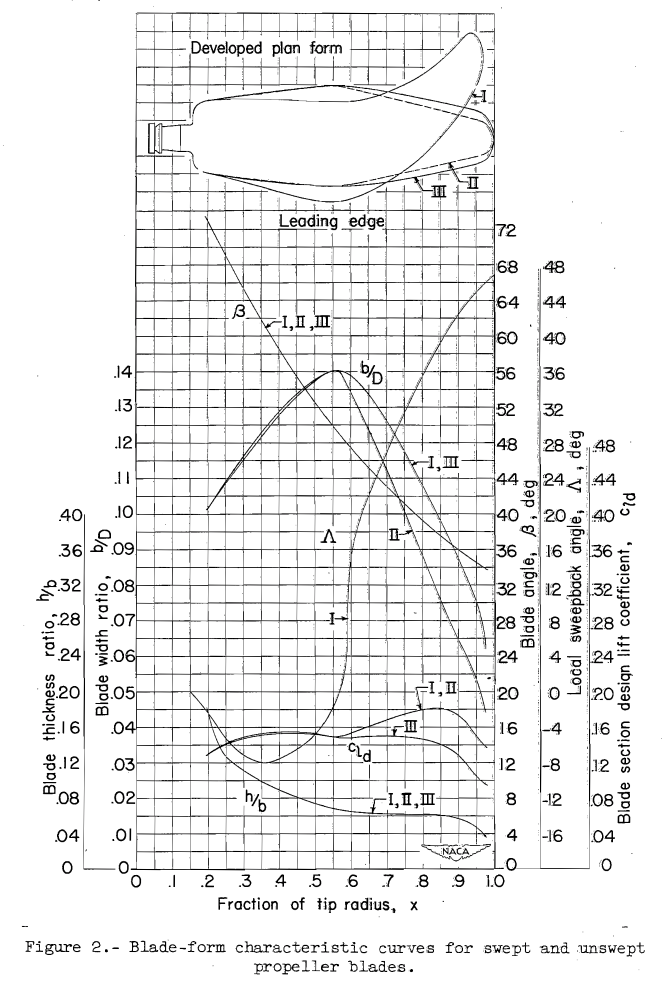 Developed plan form
I
II
III
Leading edge
72
68 48
β
64 44
I, II, III
60 40
.14 b/D 56 36
.13 52 32
.12 48 28 .48
I, III
.11 44 24 .44
.40 .10 40 20 .40
Λ II
.36 .09 36 16 .36
.32 .08 32 12 .32
I
.28 .07 28 8 .28
.24 .06 24 4 .24
.20 .05 20 0 .20
I, II
.16 .04 16 -4 .16
III
c_ld
.12 .03 12 -8 .12
h/b I, II, III
.08 .02 8 -12 .08
.04 .01 4 -16 .04
NACA
0 0 0 0
Blade thickness ratio, h/b
Blade width ratio, b/D
Blade angle, β, deg
Local sweepback angle, Λ, deg
Blade section design lift coefficient, c_ld
0 .1 .2 .3 .4 .5 .6 .7 .8 .9 1.0
Fraction of tip radius, x
Figure 2.- Blade-form characteristic curves for swept and unswept
propeller blades.